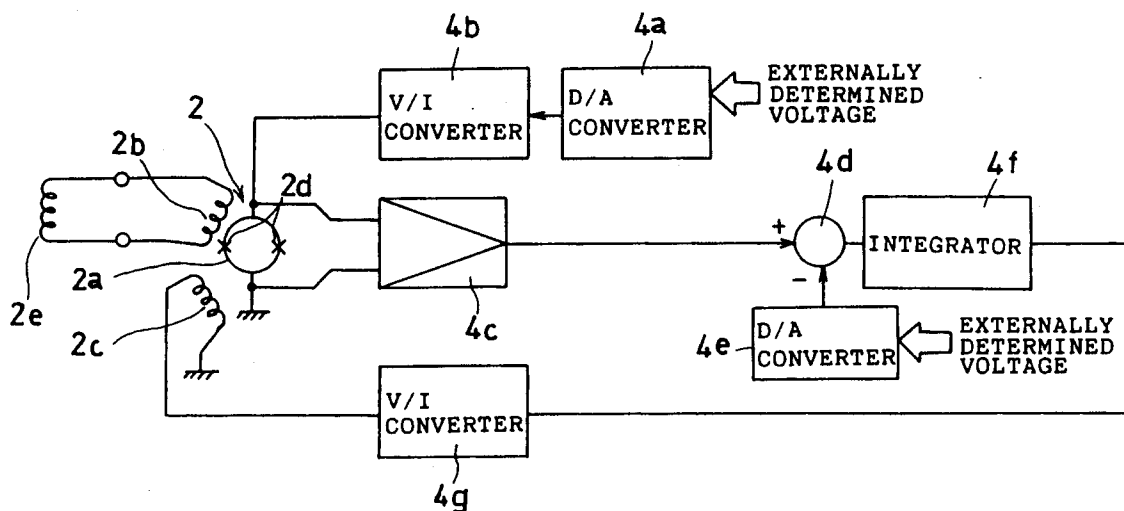 4b
4a
V/I
CONVERTER
D/A
CONVERTER
EXTERNALLY
DETERMINED
VOLTAGE
2
2b
2d
4d
4f
+
-
INTEGRATOR
2a
2e
2c
4c
4e
D/A
CONVERTER
EXTERNALLY
DETERMINED
VOLTAGE
V/I
CONVERTER
4g